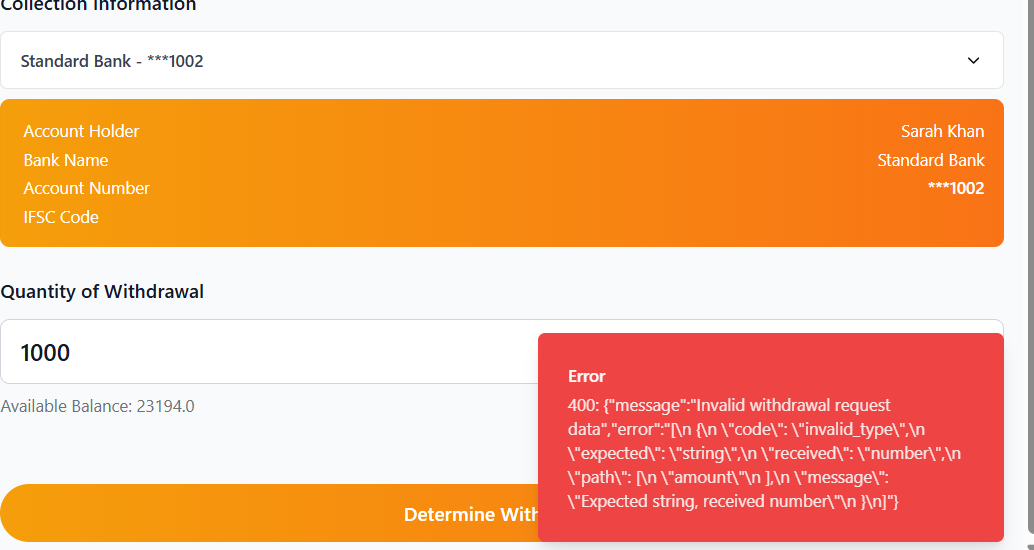 Collection Information
Standard Bank - ***1002
Account Holder
Sarah Khan
Bank Name
Standard Bank
Account Number
***1002
IFSC Code
Quantity of Withdrawal
1000
Available Balance: 23194.0
Error
400: {"message":"Invalid withdrawal request
data","error":"[\n {\n \"code\": \"invalid_type\",\n
\"expected\": \"string\",\n \"received\": \"number\",\n
\"path\": [\n \"amount\"\n ],\n \"message\":
\"Expected string, received number\"\n }\n]"}
Determine With